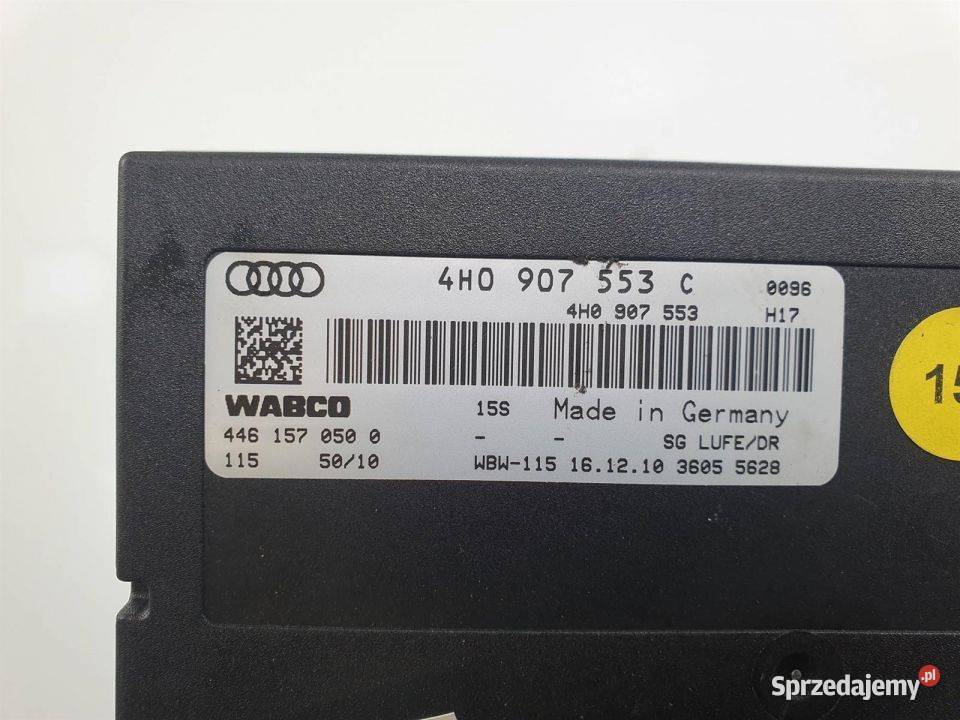 4H0 907 553 C 0096
4H0 907 553 H17
WABCO 15S Made in Germany
446 157 050 0 - - SG LUFE/DR
115 50/10 WBW-115 16.12.10 3605 5628
Sprzedajemy.pl